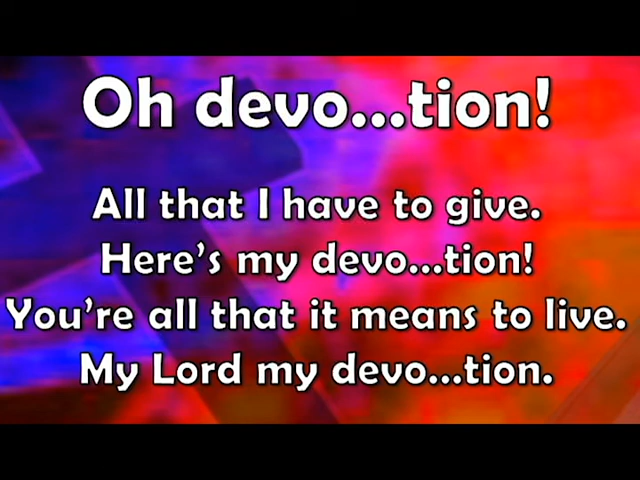 Oh devo...tion!
All that I have to give.
Here's my devo...tion!
You're all that it means to live.
My Lord my devo...tion.